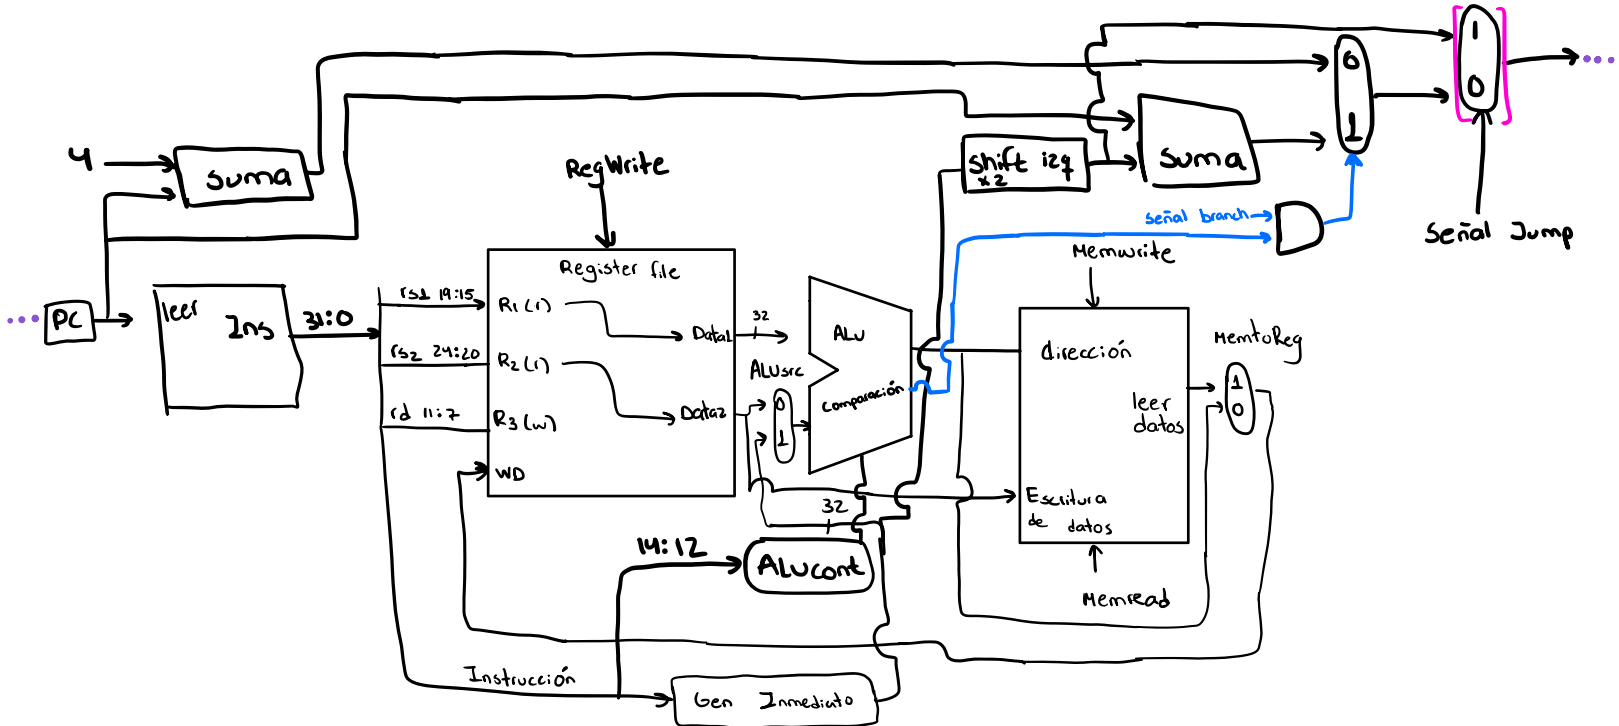 1
0
0
1
4
suma
shift izq
x2
suma
RegWrite
señal branch
Señal Jump
Memwrite
Register file
PC
leer
Ins
31:0
rs1 19:15
R1(r)
Data1
32
ALU
dirección
MemtoReg
rs2 24:20
R2(r)
ALUsrc
0
1
comparación
1
0
leer
datos
rd 11:7
R3(w)
Data2
WD
32
Escritura
de datos
14:12
ALUcont
Memread
Instrucción
Gen Inmediato